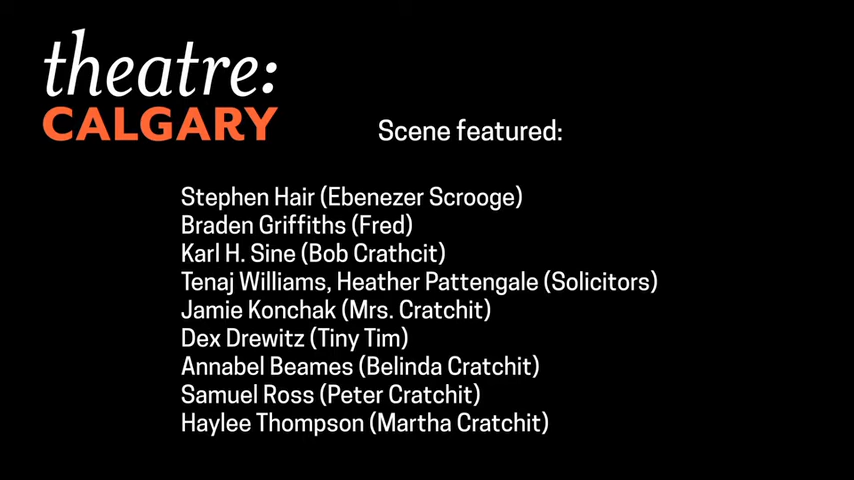 theatre:
CALGARY
Scene featured:
Stephen Hair (Ebenezer Scrooge)
Braden Griffiths (Fred)
Karl H. Sine (Bob Crathcit)
Tenaj Williams, Heather Pattengale (Solicitors)
Jamie Konchak (Mrs. Cratchit)
Dex Drewitz (Tiny Tim)
Annabel Beames (Belinda Cratchit)
Samuel Ross (Peter Cratchit)
Haylee Thompson (Martha Cratchit)